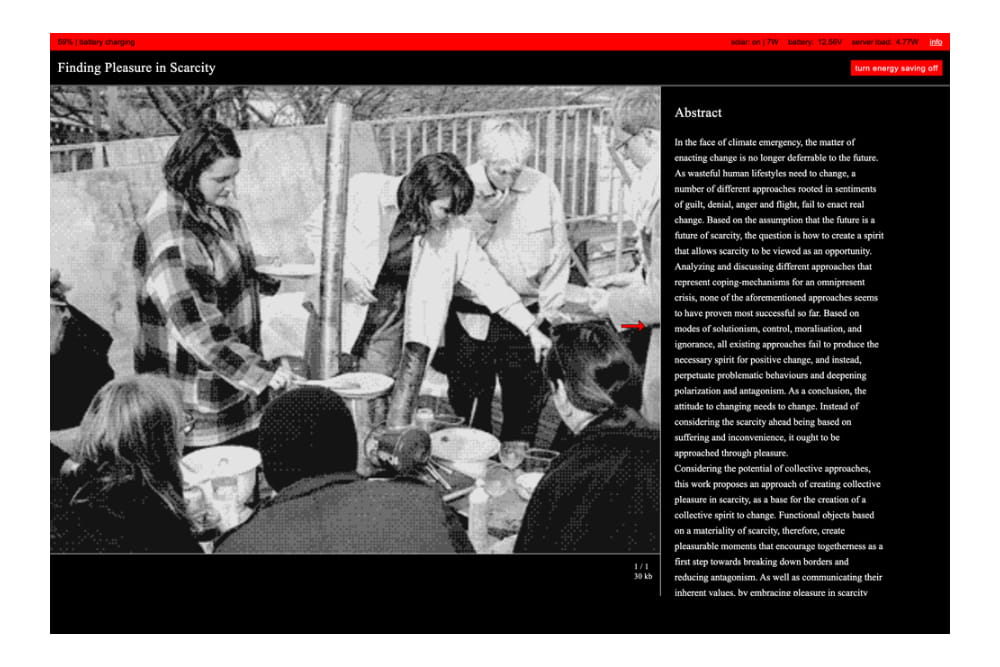 59% | battery charging
solar: on | 7W battery: 12.56V server load: 4.77W info
Finding Pleasure in Scarcity
turn energy saving off
Abstract
In the face of climate emergency, the matter of
enacting change is no longer deferrable to the future.
As wasteful human lifestyles need to change, a
number of different approaches rooted in sentiments
of guilt, denial, anger and flight, fail to enact real
change. Based on the assumption that the future is a
future of scarcity, the question is how to create a spirit
that allows scarcity to be viewed as an opportunity.
Analyzing and discussing different approaches that
represent coping-mechanisms for an omnipresent
crisis, none of the aforementioned approaches seems
to have proven most successful so far. Based on
modes of solutionism, control, moralisation, and
ignorance, all existing approaches fail to produce the
necessary spirit for positive change, and instead,
perpetuate problematic behaviours and deepening
polarization and antagonism. As a conclusion, the
attitude to changing needs to change. Instead of
considering the scarcity ahead being based on
suffering and inconvenience, it ought to be
approached through pleasure.
Considering the potential of collective approaches,
this work proposes an approach of creating collective
pleasure in scarcity, as a base for the creation of a
collective spirit to change. Functional objects based
on a materiality of scarcity, therefore, create
pleasurable moments that encourage togetherness as a
first step towards breaking down borders and
reducing antagonism. As well as communicating their
inherent values, by embracing pleasure in scarcity
1 / 1
30 kb